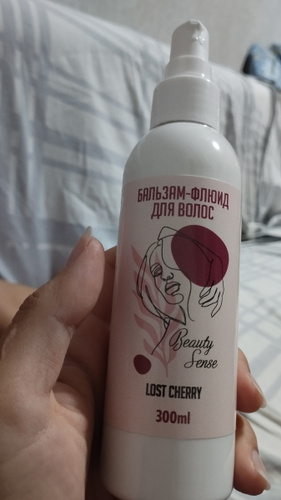 БАЛЬЗАМ-ФЛЮИД
ДЛЯ ВОЛОС
Beauty
Sense
LOST CHERRY
300ml